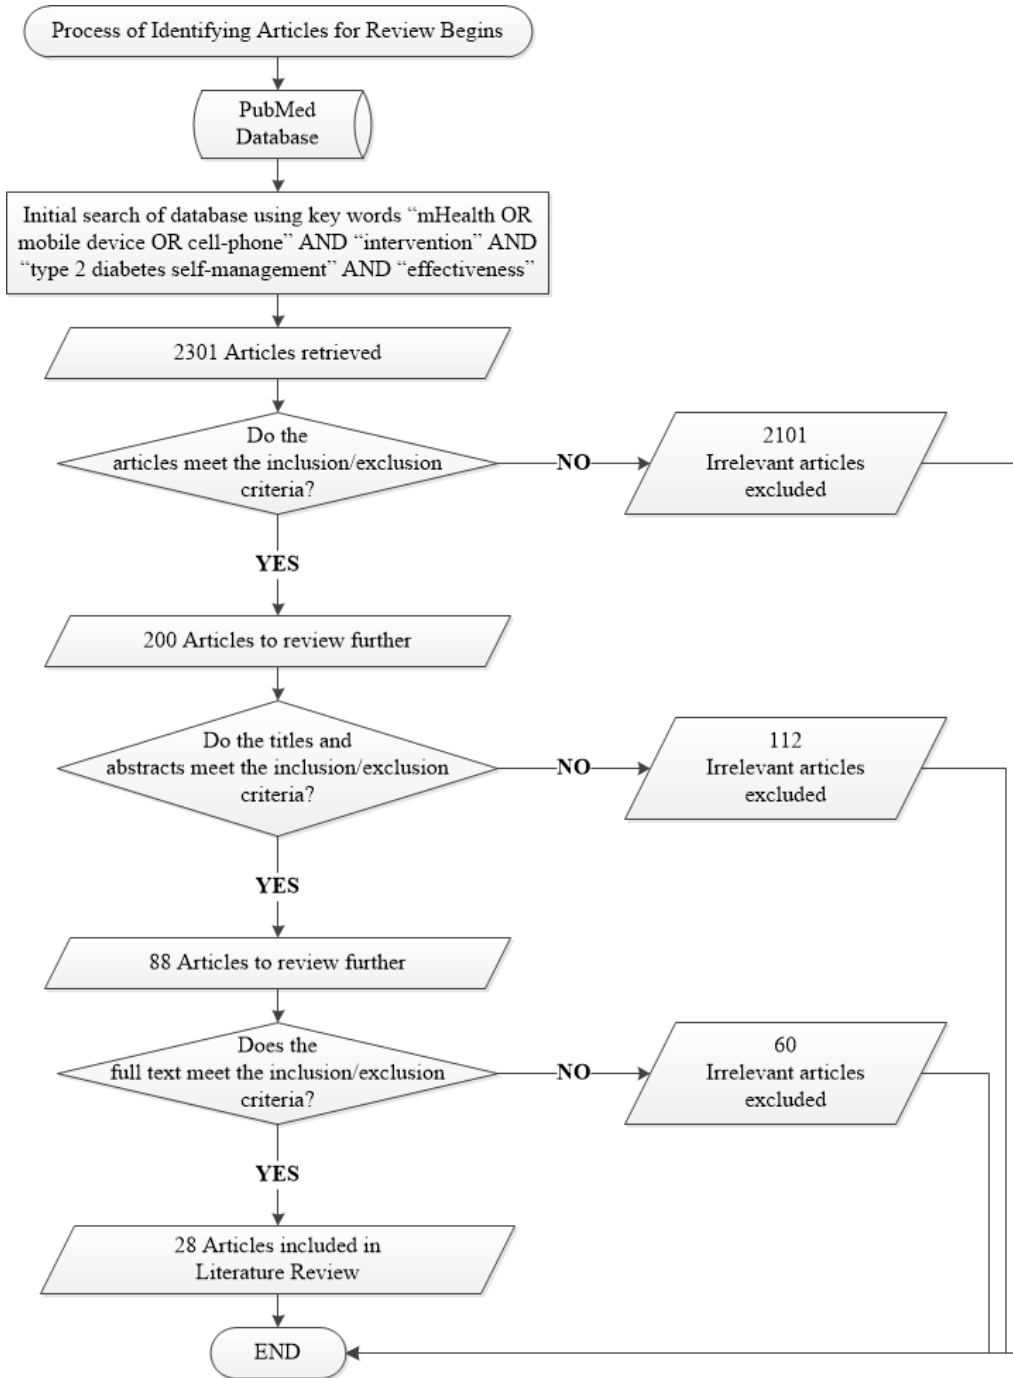 Process of Identifying Articles for Review Begins
PubMed
Database
Initial search of database using key words “mHealth OR
mobile device OR cell-phone” AND “intervention” AND
“type 2 diabetes self-management” AND “effectiveness”
2301 Articles retrieved
Do the
articles meet the inclusion/exclusion
criteria?
NO
2101
Irrelevant articles
excluded
YES
200 Articles to review further
Do the titles and
abstracts meet the inclusion/exclusion
criteria?
NO
112
Irrelevant articles
excluded
YES
88 Articles to review further
Does the
full text meet the inclusion/exclusion
criteria?
NO
60
Irrelevant articles
excluded
YES
28 Articles included in
Literature Review
END